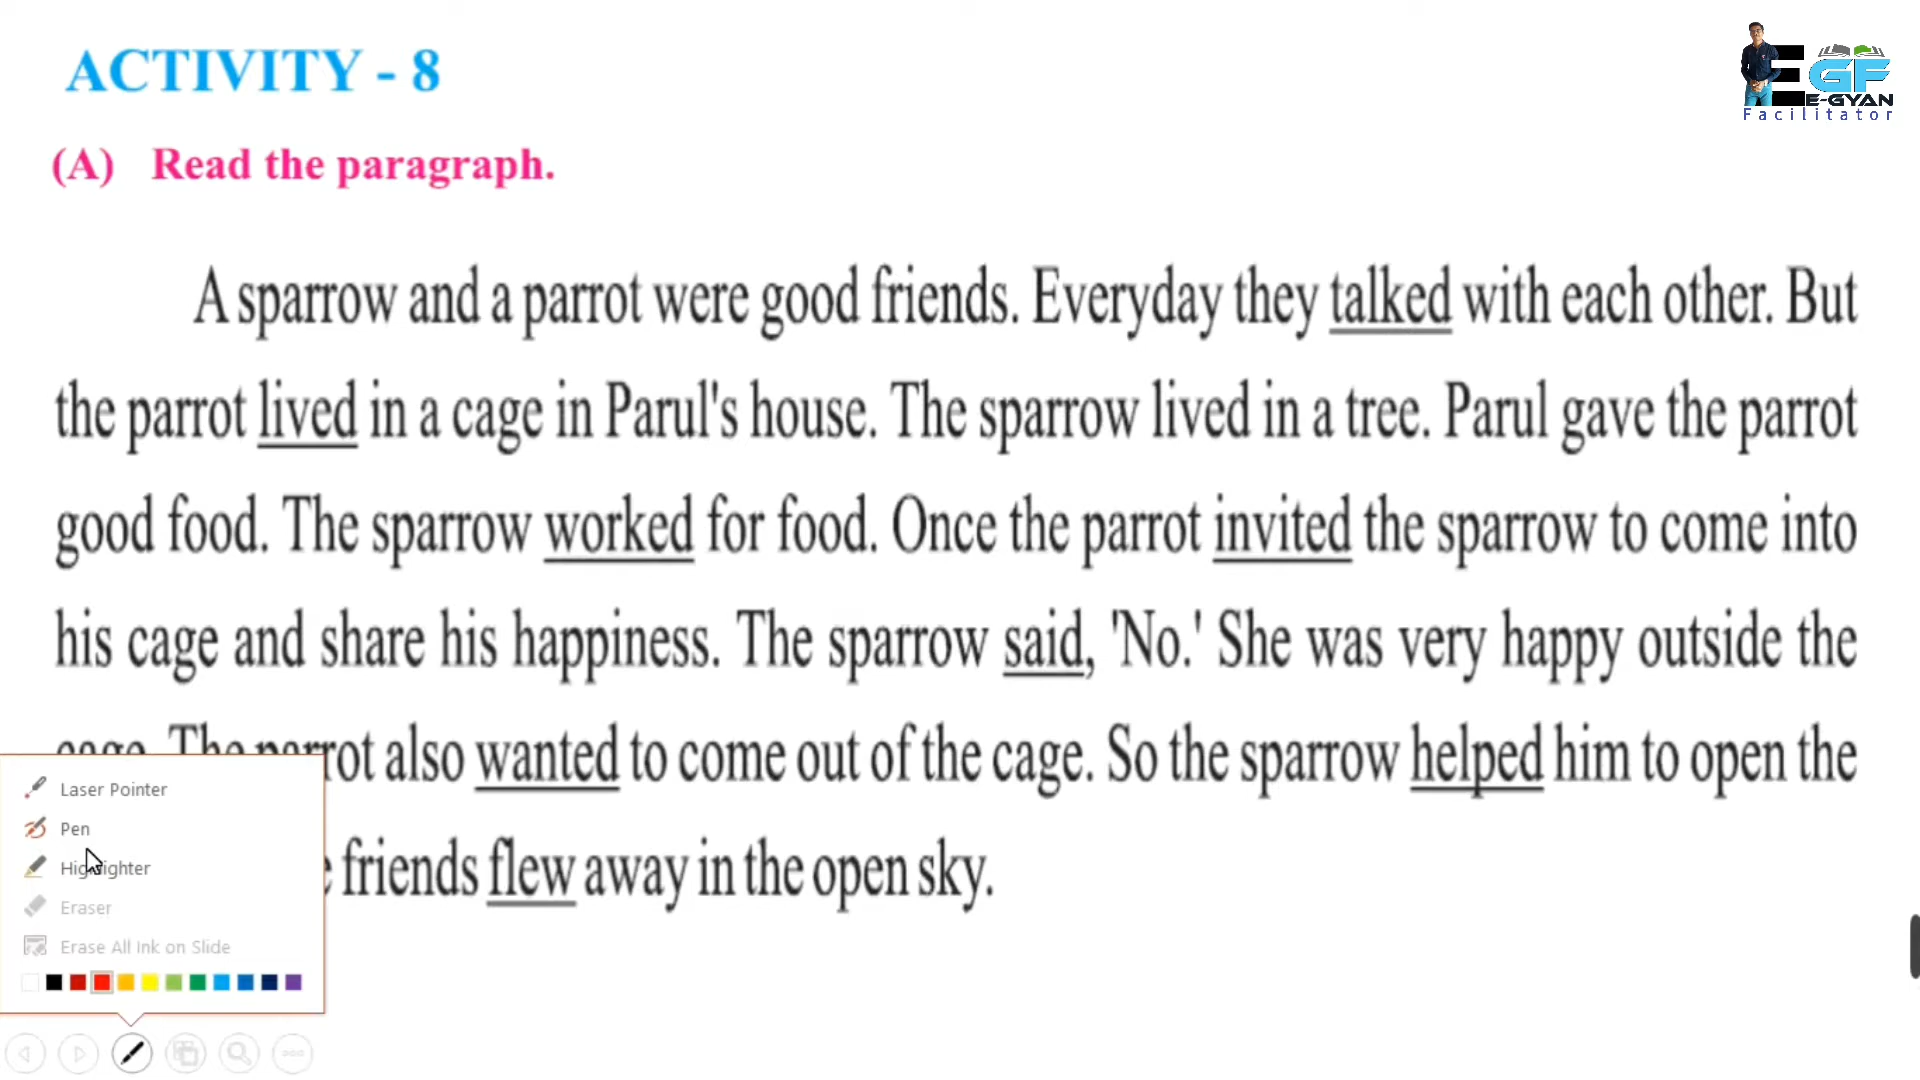 ACTIVITY - 8
E GF
E-GYAN
Facilitator
(A) Read the paragraph.
A sparrow and a parrot were good friends. Everyday they talked with each other. But
the parrot lived in a cage in Parul's house. The sparrow lived in a tree. Parul gave the parrot
good food. The sparrow worked for food. Once the parrot invited the sparrow to come into
his cage and share his happiness. The sparrow said, 'No.' She was very happy outside the
cage. The parrot also wanted to come out of the cage. So the sparrow helped him to open the
friends flew away in the open sky.
Laser Pointer
Pen
Highlighter
Eraser
Erase All Ink on Slide